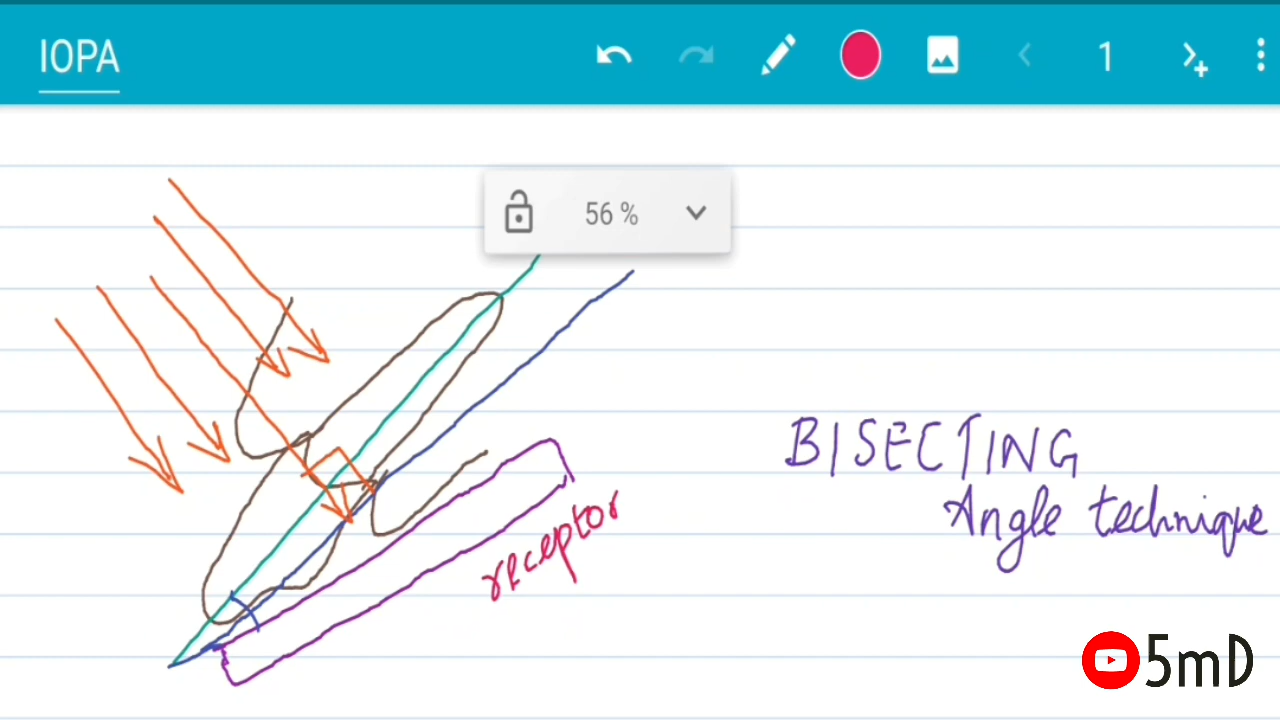 IOPA
1
56 %
BISECTING
Angle technique
receptor
5mD